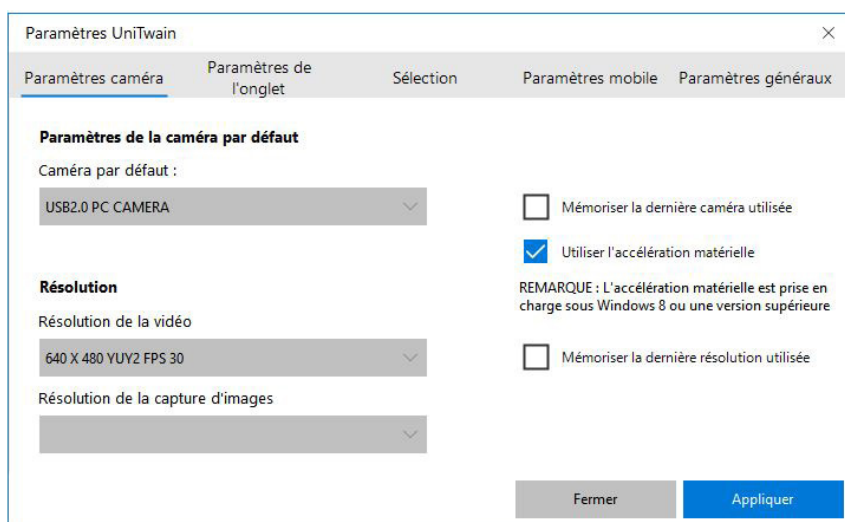 Paramètres UniTwain
Paramètres caméra
Paramètres de
l'onglet
Sélection
Paramètres mobile
Paramètres généraux
Paramètres de la caméra par défaut
Caméra par défaut :
USB2.0 PC CAMERA
Mémoriser la dernière caméra utilisée
Utiliser l'accélération matérielle
REMARQUE : L'accélération matérielle est prise en
charge sous Windows 8 ou une version supérieure
Résolution
Résolution de la vidéo
640 X 480 YUY2 FPS 30
Mémoriser la dernière résolution utilisée
Résolution de la capture d'images
Fermer
Appliquer